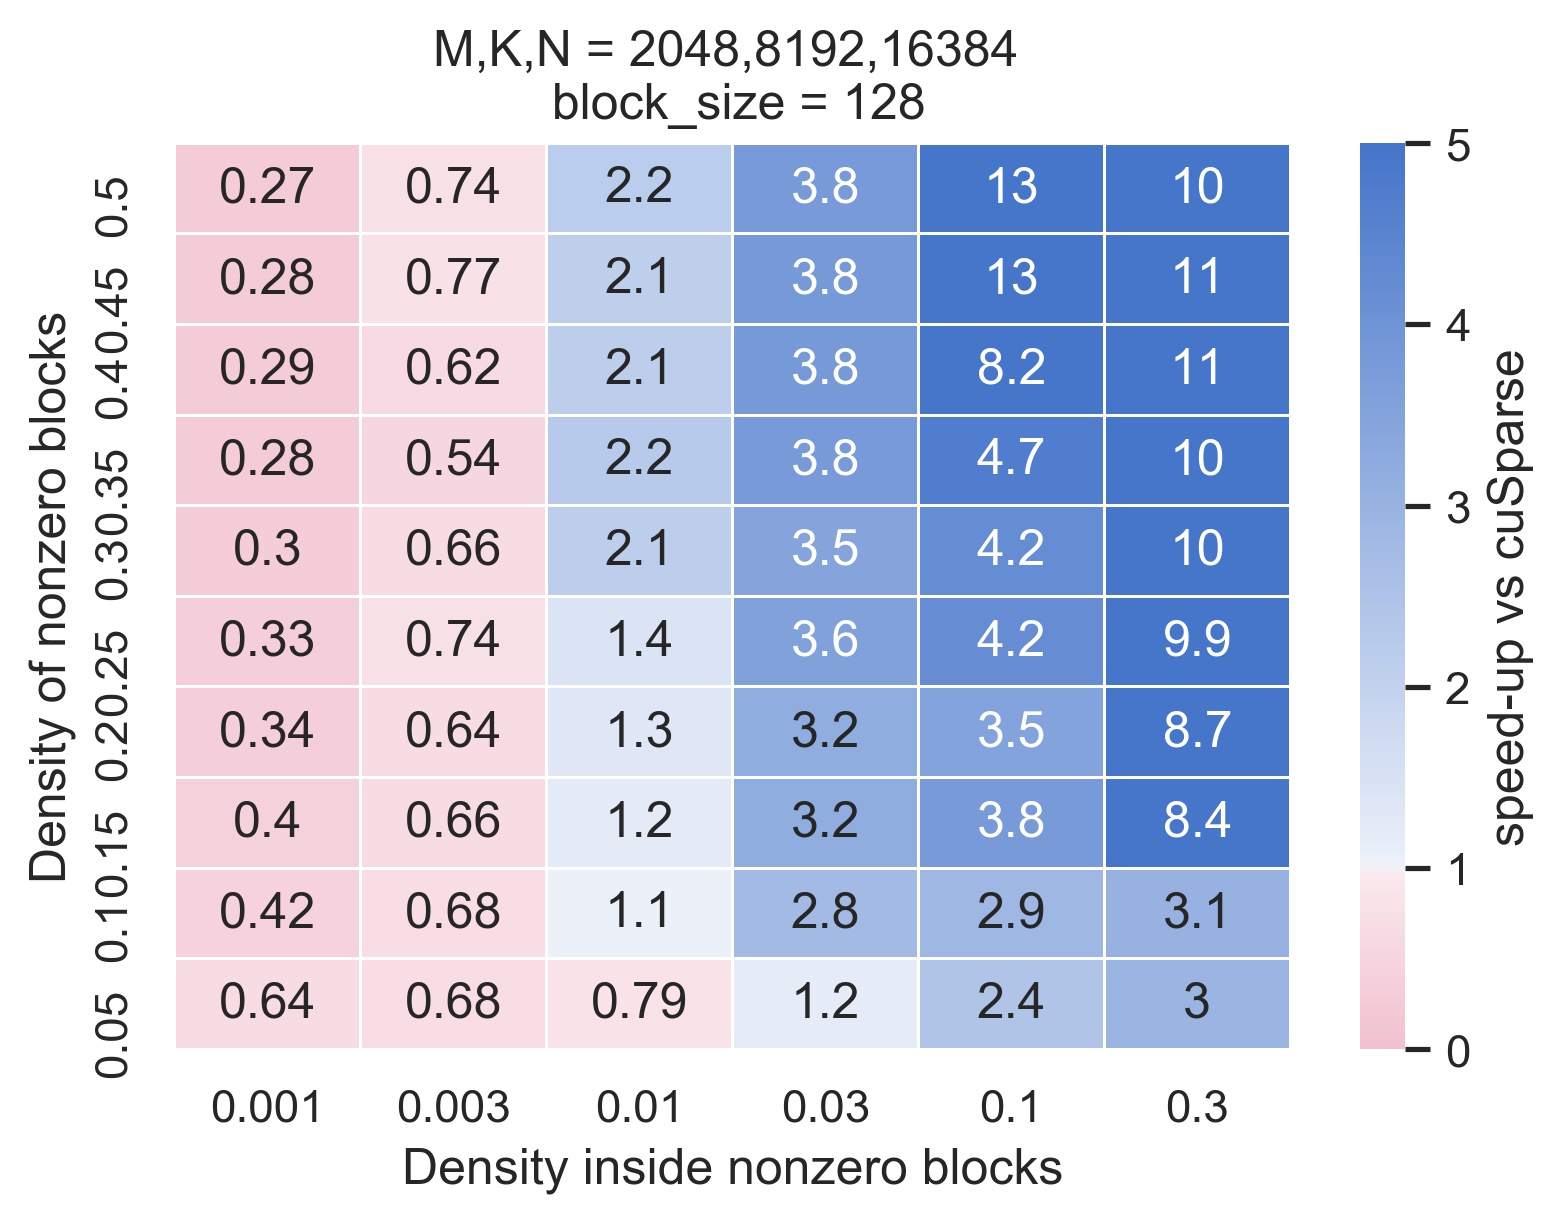 M,K,N = 2048,8192,16384
block_size = 128
Density of nonzero blocks
0.5 0.27 0.74 2.2 3.8 13 10
0.45 0.28 0.77 2.1 3.8 13 11
0.4 0.29 0.62 2.1 3.8 8.2 11
0.35 0.28 0.54 2.2 3.8 4.7 10
0.30 0.3 0.66 2.1 3.5 4.2 10
0.25 0.33 0.74 1.4 3.6 4.2 9.9
0.20 0.34 0.64 1.3 3.2 3.5 8.7
0.15 0.4 0.66 1.2 3.2 3.8 8.4
0.1 0.42 0.68 1.1 2.8 2.9 3.1
0.05 0.64 0.68 0.79 1.2 2.4 3
0.001 0.003 0.01 0.03 0.1 0.3
Density inside nonzero blocks
5
4
3
2
1
0
speed-up vs cuSparse